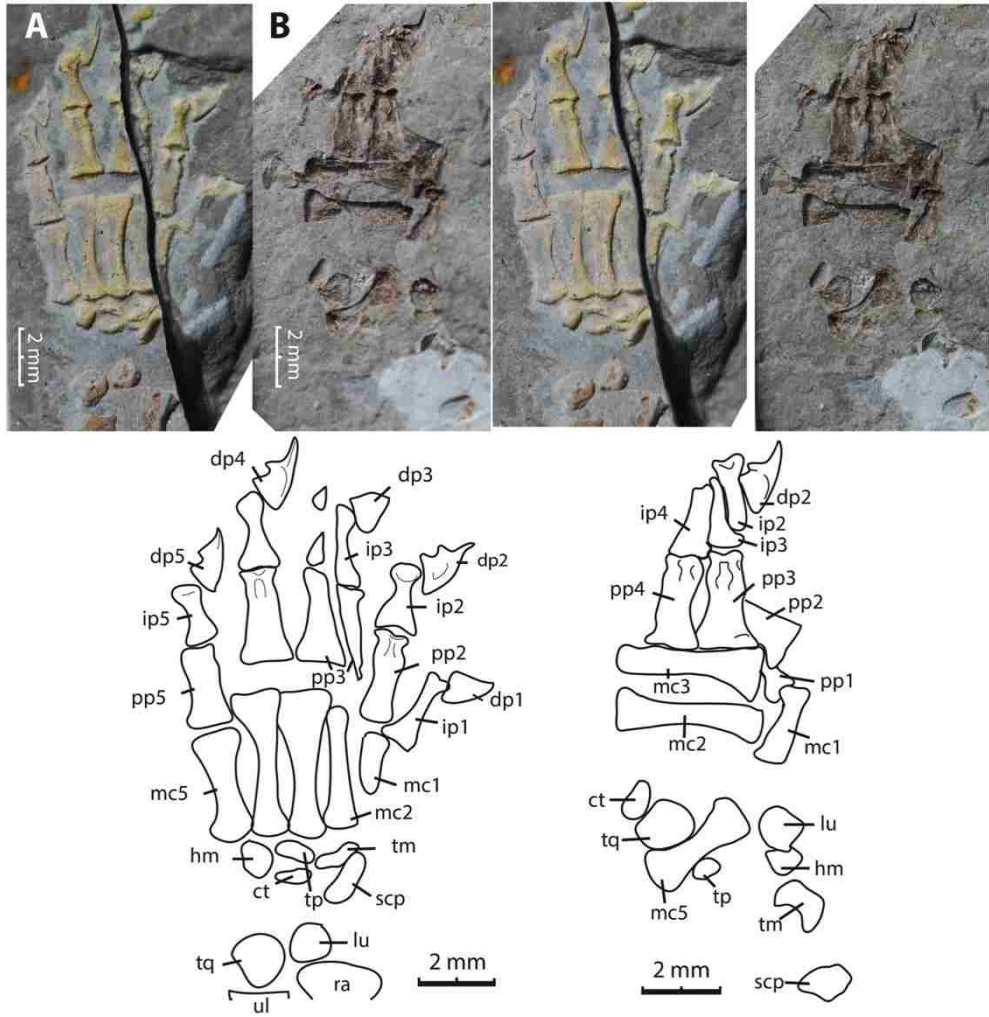 A
B
2 mm
2 mm
dp4
dp3
dp5
ip3
dp2
ip5
ip2
pp5
pp3
pp2
dp1
ip1
mc5
mc1
mc2
hm
tm
ct
tp
scp
tq
lu
ra
ul
2 mm
dp2
ip4
ip2
ip3
pp4
pp3
pp2
mc3
pp1
mc2
mc1
ct
lu
tq
hm
mc5
tp
tm
scp
2 mm